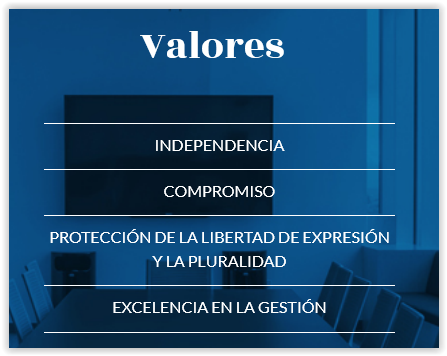 Valores
INDEPENDENCIA
COMPROMISO
PROTECCIÓN DE LA LIBERTAD DE EXPRESIÓN
Y LA PLURALIDAD
EXCELENCIA EN LA GESTIÓN